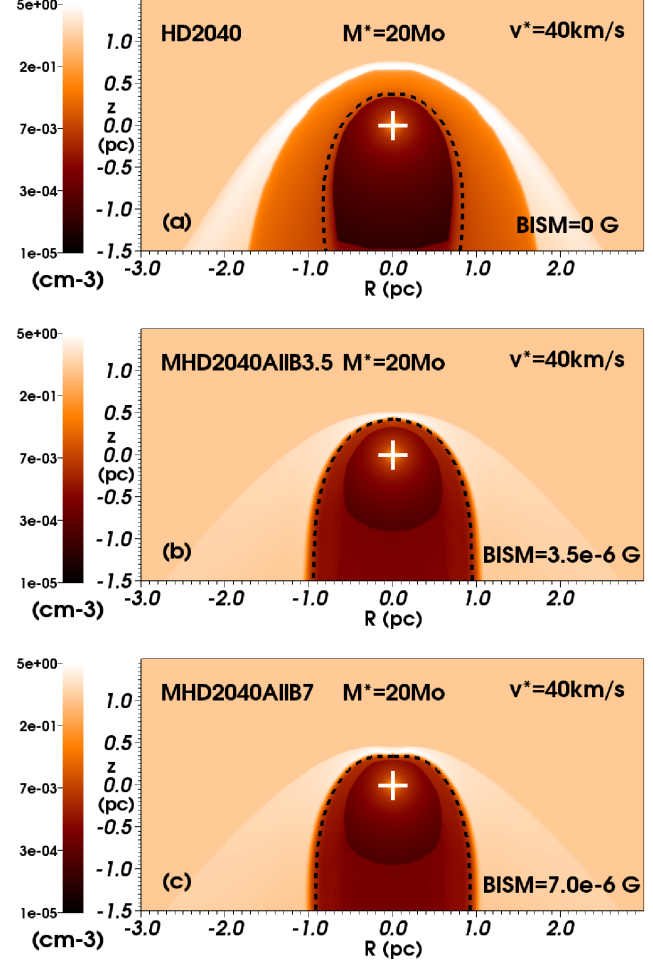 5e+00
2e-01
7e-03
3e-04
1e-05
(cm-3)
1.0
0.5
z
0.0
(pc)
-0.5
-1.0
-1.5
HD2040 M*=20Mo v*=40km/s
(a) BISM=0 G
-3.0 -2.0 -1.0 0.0 1.0 2.0
R (pc)
5e+00
2e-01
7e-03
3e-04
1e-05
(cm-3)
1.0
0.5
z
0.0
(pc)
-0.5
-1.0
-1.5
MHD2040AllB3.5 M*=20Mo v*=40km/s
(b) BISM=3.5e-6 G
-3.0 -2.0 -1.0 0.0 1.0 2.0
R (pc)
5e+00
2e-01
7e-03
3e-04
1e-05
(cm-3)
1.0
0.5
z
0.0
(pc)
-0.5
-1.0
-1.5
MHD2040AllB7 M*=20Mo v*=40km/s
(c) BISM=7.0e-6 G
-3.0 -2.0 -1.0 0.0 1.0 2.0
R (pc)